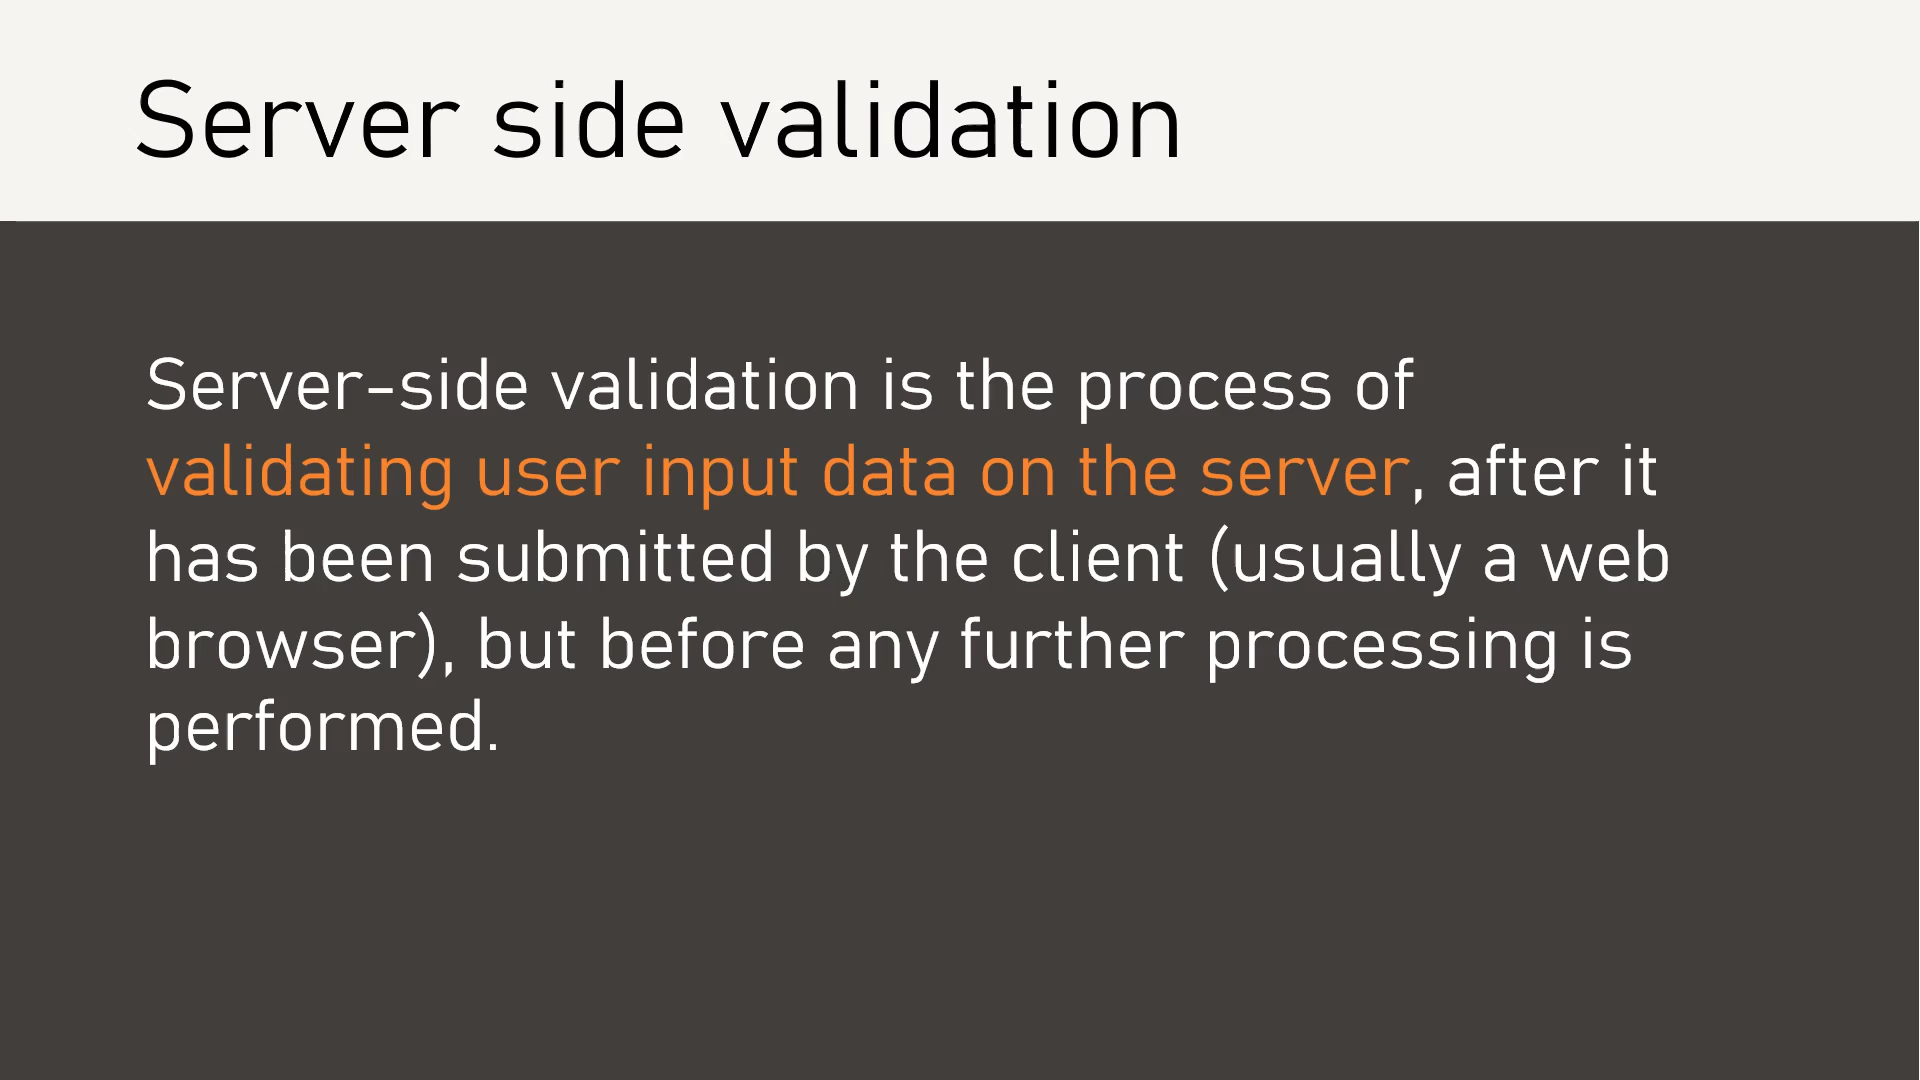 Server side validation
Server-side validation is the process of
validating user input data on the server, after it
has been submitted by the client (usually a web
browser), but before any further processing is
performed.